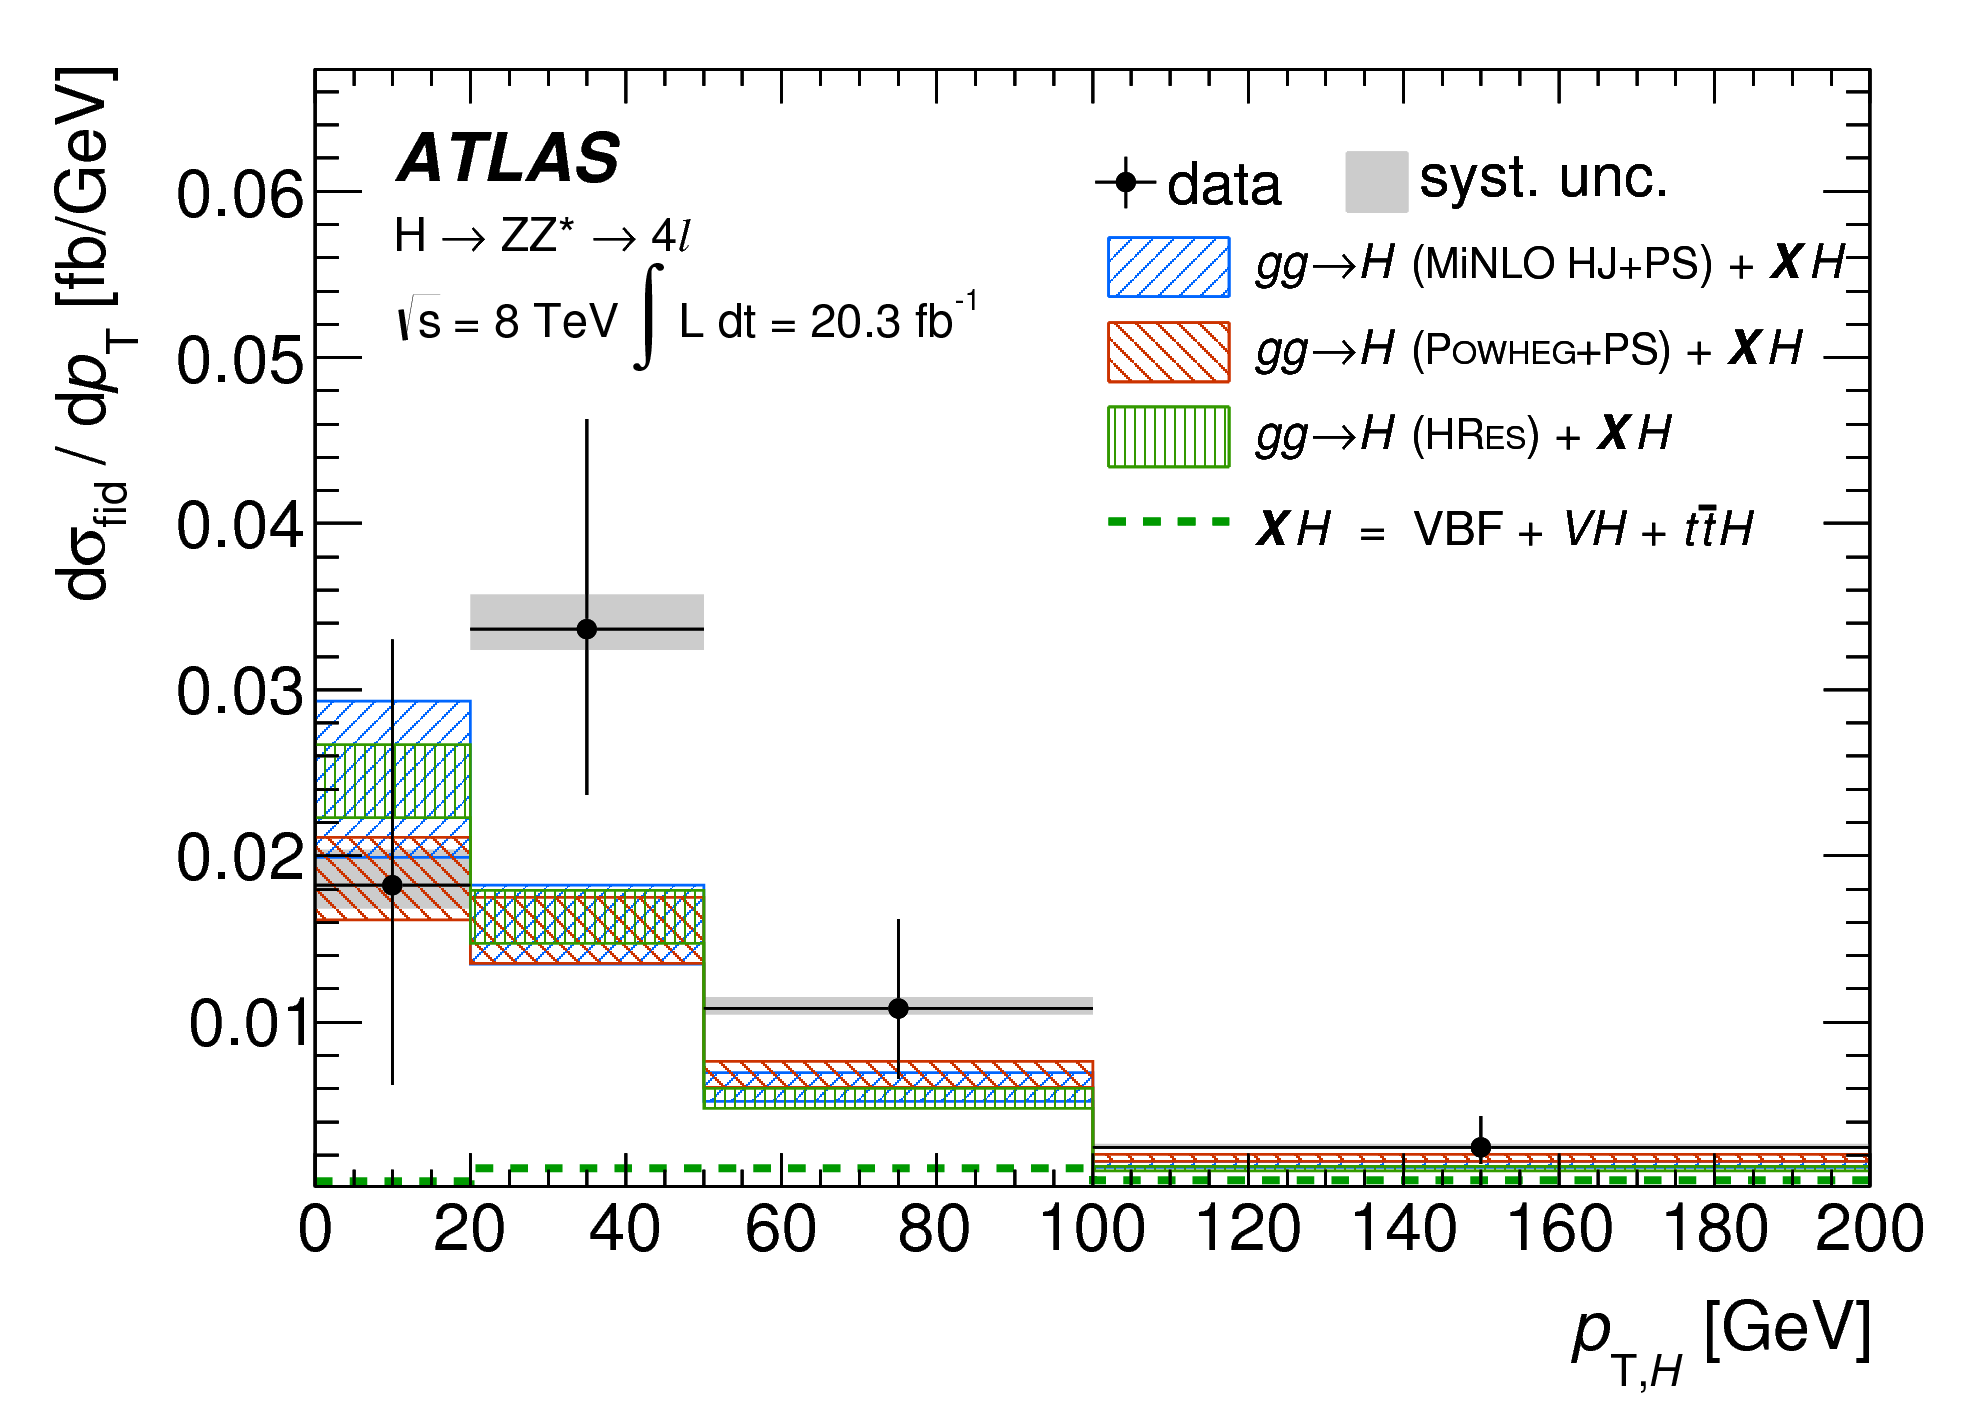 dσfid / dpT [fb/GeV]
0.06
0.05
0.04
0.03
0.02
0.01
ATLAS
H → ZZ* → 4l
√s = 8 TeV ∫ L dt = 20.3 fb⁻¹
data syst. unc.
gg→H (MiNLO HJ+PS) + XH
gg→H (POWHEG+PS) + XH
gg→H (HRES) + XH
XH = VBF + VH + tt̄H
0 20 40 60 80 100 120 140 160 180 200
pT,H [GeV]